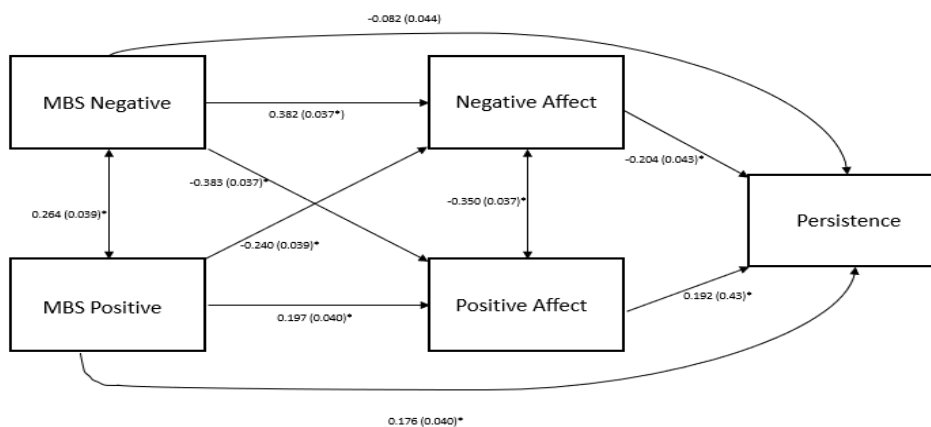 -0.082 (0.044)
MBS Negative
Negative Affect
0.382 (0.037*)
-0.204 (0.043)*
-0.383 (0.037)*
0.264 (0.039)*
-0.350 (0.037)*
Persistence
-0.240 (0.039)*
MBS Positive
Positive Affect
0.197 (0.040)*
0.192 (0.43)*
0.176 (0.040)*